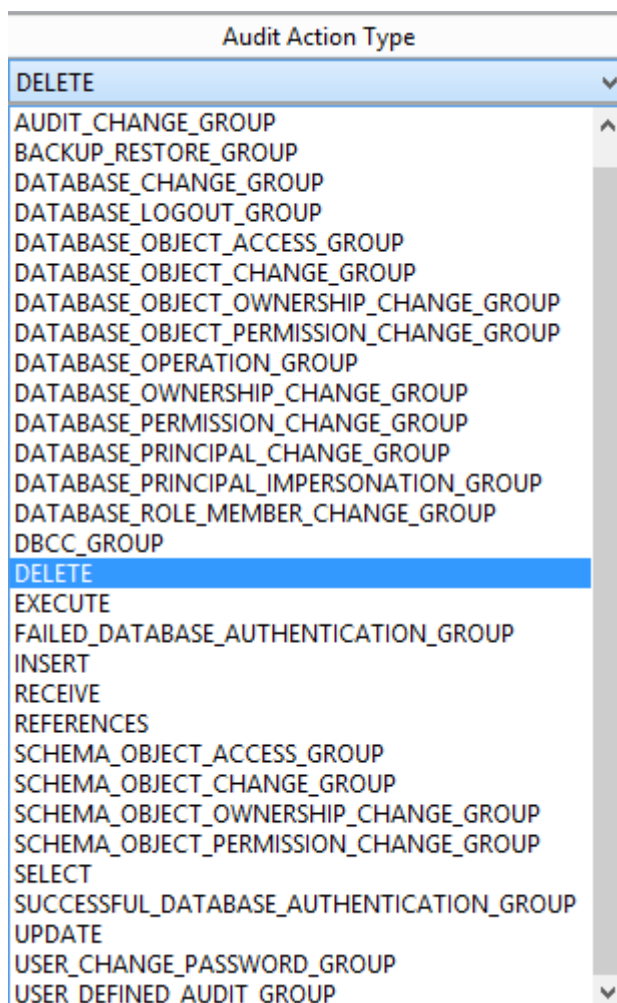 Audit Action Type
DELETE
AUDIT_CHANGE_GROUP
BACKUP_RESTORE_GROUP
DATABASE_CHANGE_GROUP
DATABASE_LOGOUT_GROUP
DATABASE_OBJECT_ACCESS_GROUP
DATABASE_OBJECT_CHANGE_GROUP
DATABASE_OBJECT_OWNERSHIP_CHANGE_GROUP
DATABASE_OBJECT_PERMISSION_CHANGE_GROUP
DATABASE_OPERATION_GROUP
DATABASE_OWNERSHIP_CHANGE_GROUP
DATABASE_PERMISSION_CHANGE_GROUP
DATABASE_PRINCIPAL_CHANGE_GROUP
DATABASE_PRINCIPAL_IMPERSONATION_GROUP
DATABASE_ROLE_MEMBER_CHANGE_GROUP
DBCC_GROUP
DELETE
EXECUTE
FAILED_DATABASE_AUTHENTICATION_GROUP
INSERT
RECEIVE
REFERENCES
SCHEMA_OBJECT_ACCESS_GROUP
SCHEMA_OBJECT_CHANGE_GROUP
SCHEMA_OBJECT_OWNERSHIP_CHANGE_GROUP
SCHEMA_OBJECT_PERMISSION_CHANGE_GROUP
SELECT
SUCCESSFUL_DATABASE_AUTHENTICATION_GROUP
UPDATE
USER_CHANGE_PASSWORD_GROUP
USER_DEFINED_AUDIT_GROUP